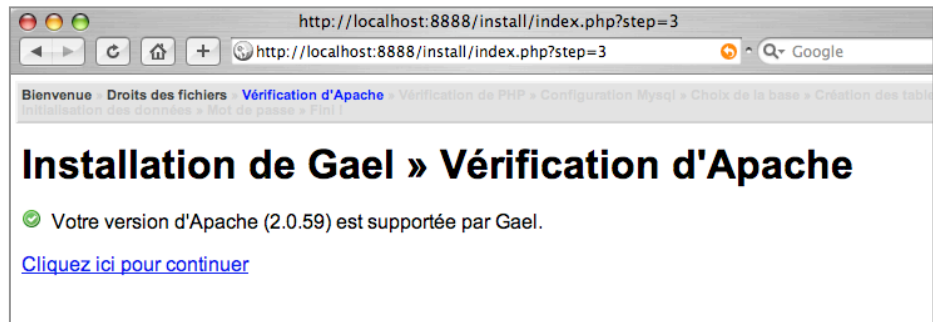 http://localhost:8888/install/index.php?step=3
http://localhost:8888/install/index.php?step=3 Google
Bienvenue » Droits des fichiers » Vérification d'Apache » Vérification de PHP » Configuration Mysql » Choix de la base » Création des table
Initialisation des données » Mot de passe » Fini !
Installation de Gael » Vérification d'Apache
Votre version d'Apache (2.0.59) est supportée par Gael.
Cliquez ici pour continuer